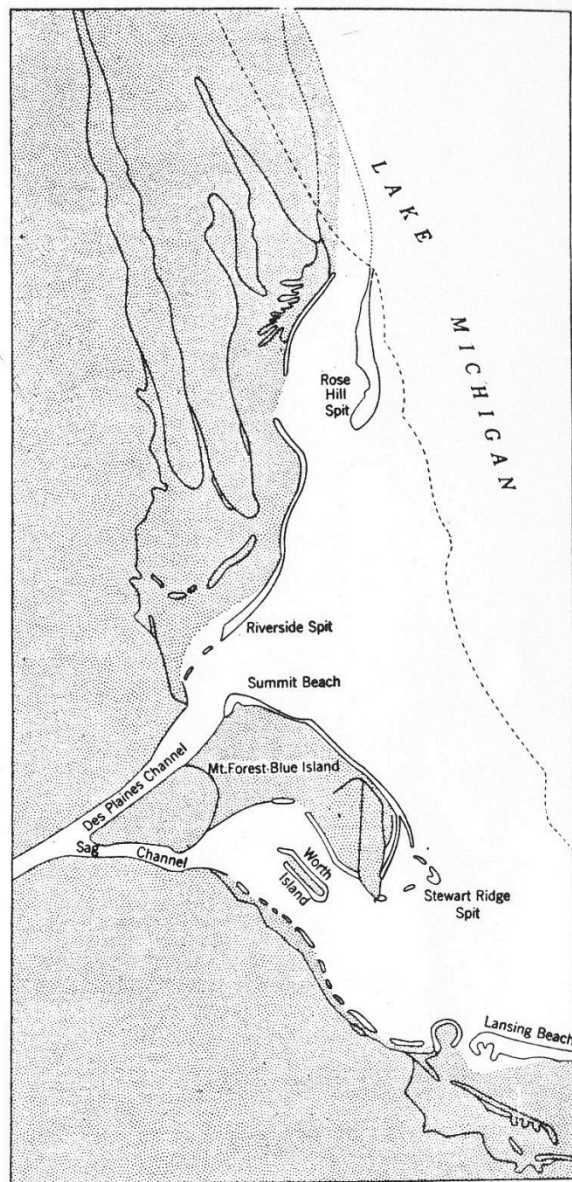 LAKE
MICHIGAN
Rose
Hill
Spit
Riverside Spit
Summit Beach
Mt.Forest-Blue Island
Des Plaines Channel
Sag Channel
Worth
Island
Stewart Ridge
Spit
Lansing Beach